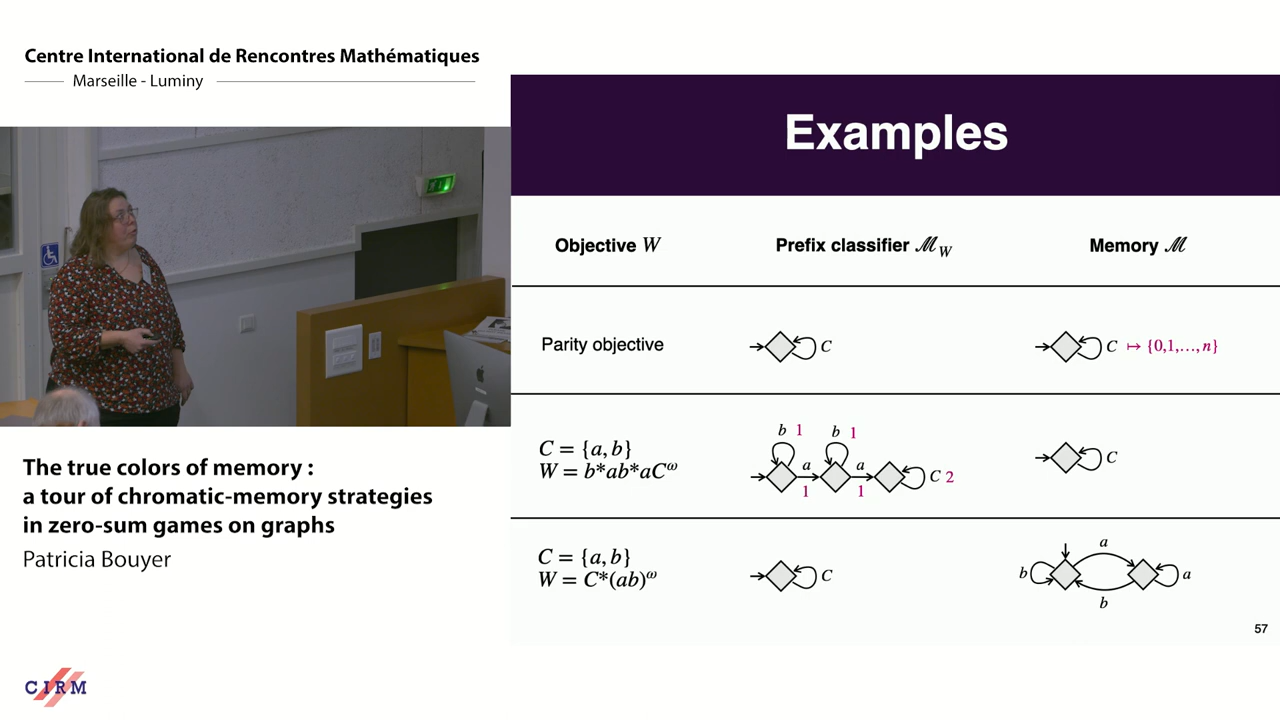 Centre International de Rencontres Mathématiques
Marseille - Luminy
Examples
Objective W
Prefix classifier ℳ_W
Memory ℳ
Parity objective
C
C ↦ {0,1,…,n}
C = {a, b}
W = b*ab*aC^ω
b 1
b 1
a
1
a
1
C 2
C
C = {a, b}
W = C*(ab)^ω
C
b
a
a
b
57
The true colors of memory :
a tour of chromatic-memory strategies
in zero-sum games on graphs
Patricia Bouyer
CIRM